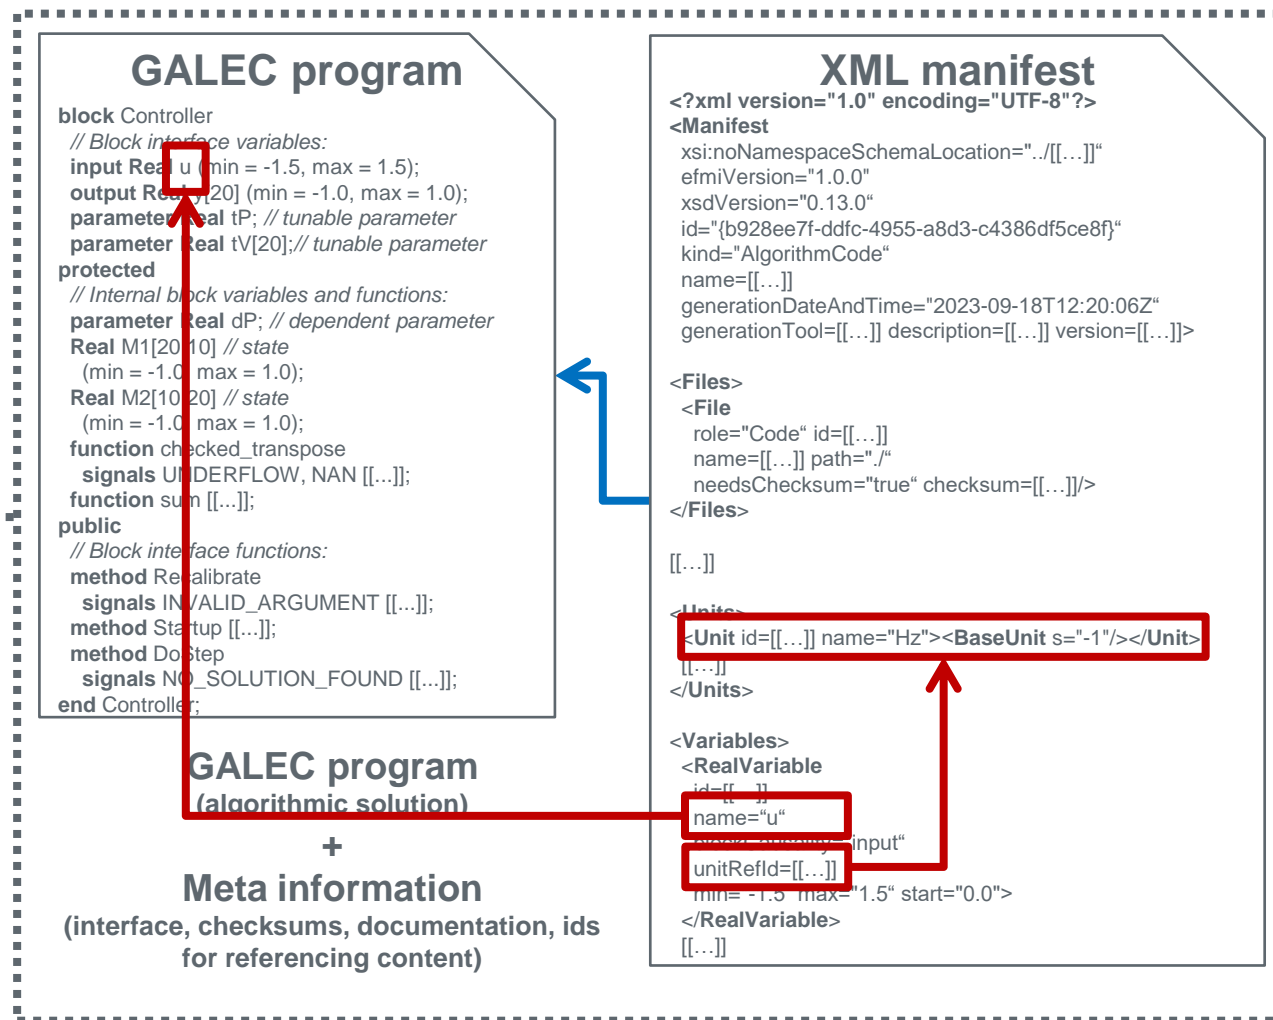 GALEC program
block Controller
// Block interface variables:
input Real u (min = -1.5, max = 1.5);
output Real y[20] (min = -1.0, max = 1.0);
parameter Real tP; // tunable parameter
parameter Real tV[20];// tunable parameter
protected
// Internal block variables and functions:
parameter Real dP; // dependent parameter
Real M1[20,10] // state
(min = -1.0, max = 1.0);
Real M2[10,20] // state
(min = -1.0, max = 1.0);
function checked_transpose
signals UNDERFLOW, NAN [[...]];
function sum [[...]];
public
// Block interface functions:
method Recalibrate
signals INVALID_ARGUMENT [[...]];
method Startup [[...]];
method DoStep
signals NO_SOLUTION_FOUND [[...]];
end Controller;
GALEC program
(algorithmic solution)
+
Meta information
(interface, checksums, documentation, ids
for referencing content)
XML manifest
<?xml version="1.0" encoding="UTF-8"?>
<Manifest
xsi:noNamespaceSchemaLocation="../[[…]]“
efmiVersion="1.0.0"
xsdVersion="0.13.0“
id="{b928ee7f-ddfc-4955-a8d3-c4386df5ce8f}“
kind="AlgorithmCode“
name=[[…]]
generationDateAndTime="2023-09-18T12:20:06Z“
generationTool=[[…]] description=[[…]] version=[[…]]>
<Files>
<File
role="Code“ id=[[…]]
name=[[…]] path="./“
needsChecksum="true“ checksum=[[…]]/>
</Files>
[[…]]
<Units>
<Unit id=[[…]] name="Hz"><BaseUnit s="-1"/></Unit>
[[…]]
</Units>
<Variables>
<RealVariable
id=[[…]]
name=“u“
blockCausality="input“
unitRefId=[[…]]
min="-1.5" max="1.5“ start="0.0">
</RealVariable>
[[…]]